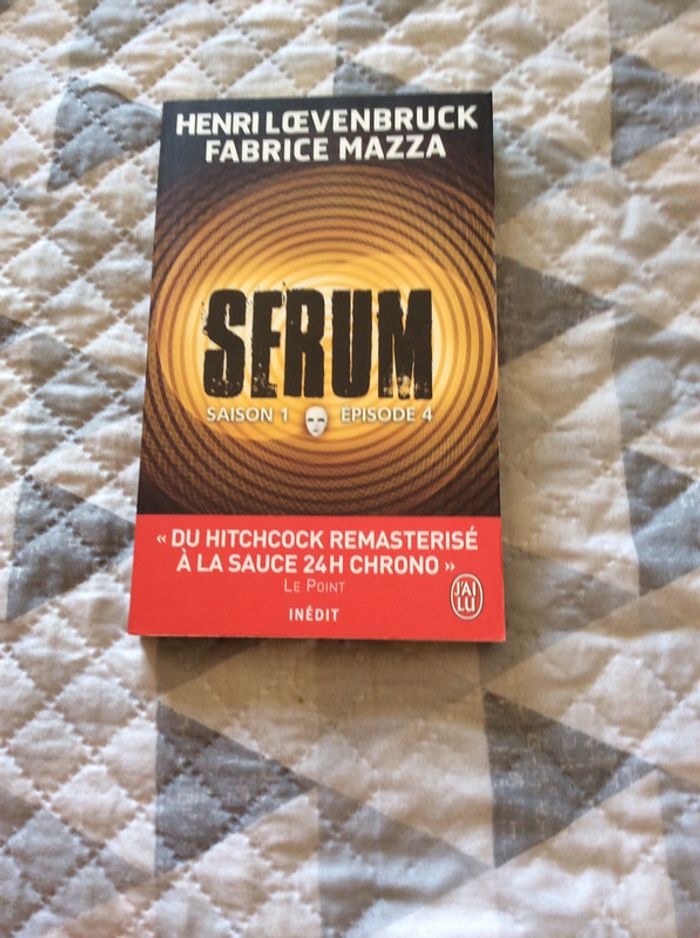 HENRI LŒVENBRUCK
FABRICE MAZZA
SERUM
SAISON 1 ÉPISODE 4
« DU HITCHCOCK REMASTERISÉ
À LA SAUCE 24H CHRONO »
LE POINT
INÉDIT
J'AI
LU